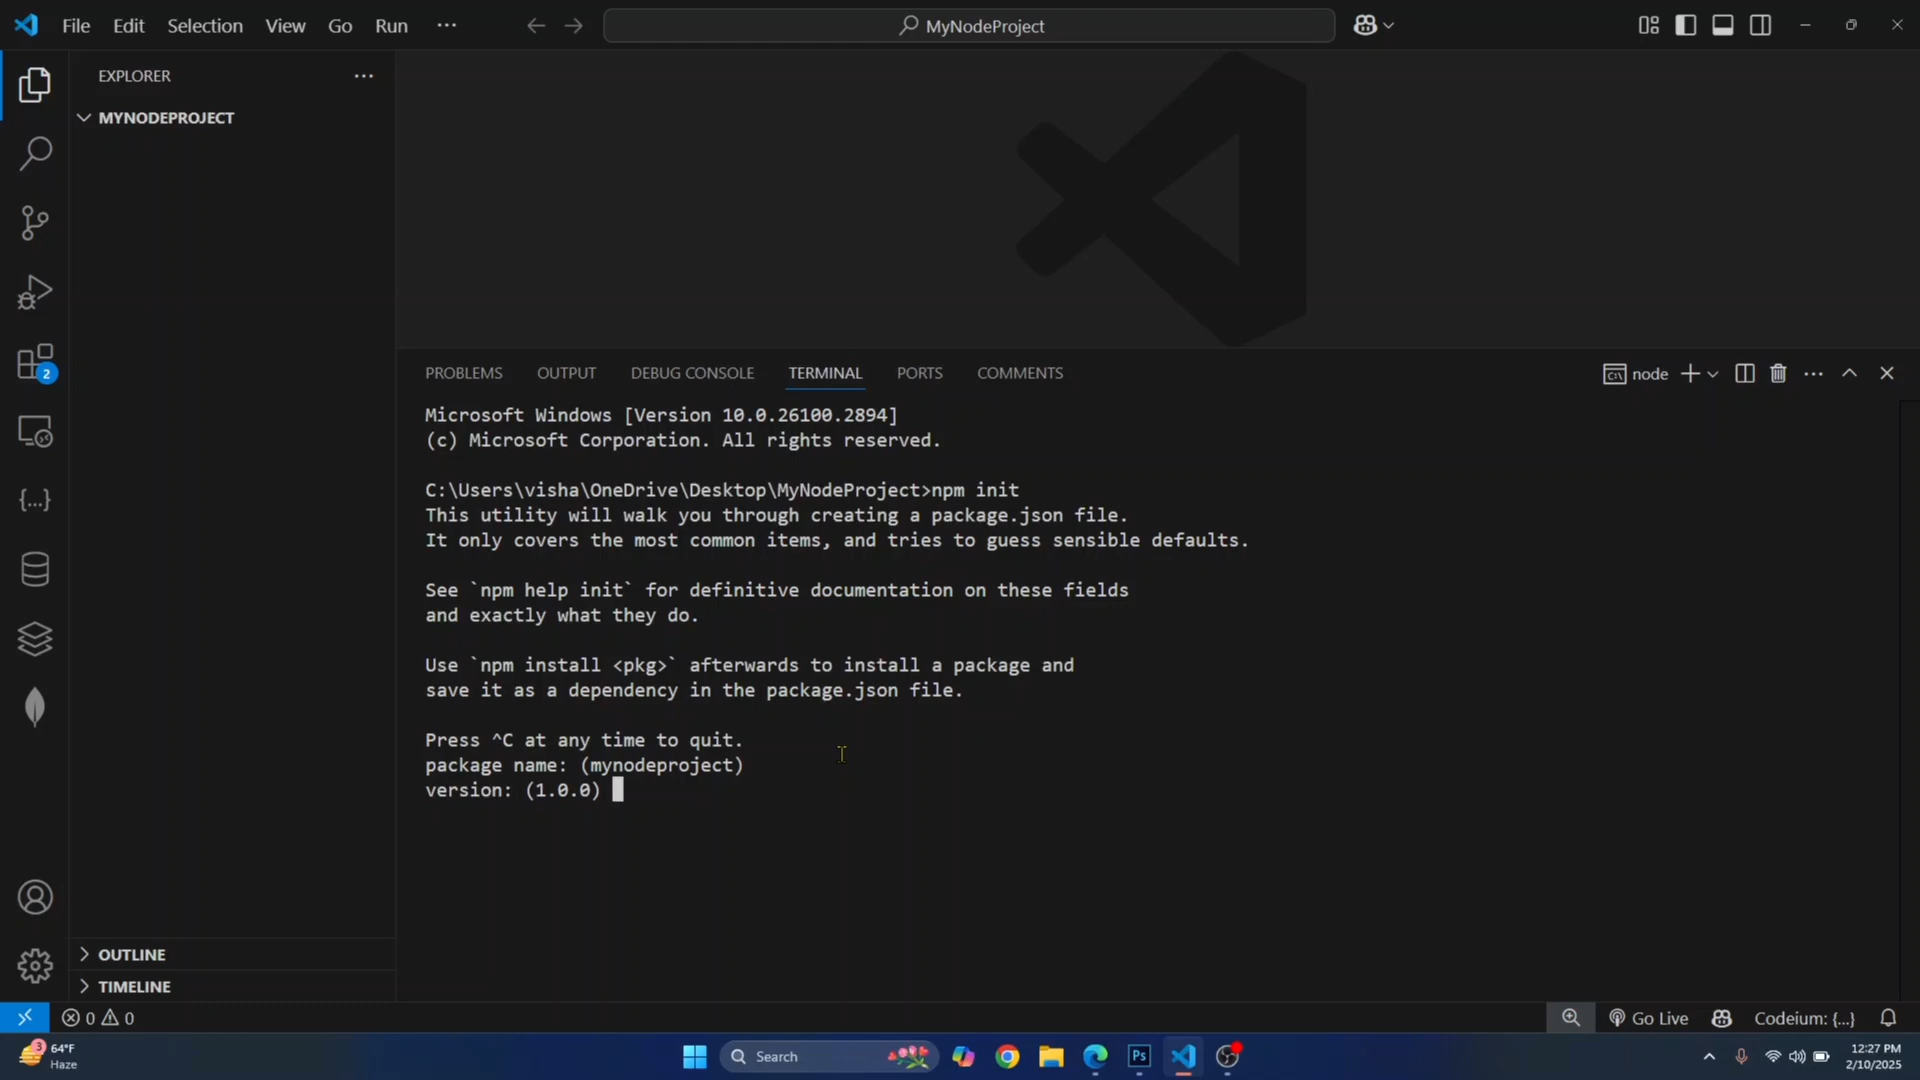 File Edit Selection View Go Run ··· MyNodeProject
EXPLORER ···
MYNODEPROJECT
2
PROBLEMS OUTPUT DEBUG CONSOLE TERMINAL PORTS COMMENTS node
Microsoft Windows [Version 10.0.26100.2894]
(c) Microsoft Corporation. All rights reserved.
C:\Users\visha\OneDrive\Desktop\MyNodeProject>npm init
This utility will walk you through creating a package.json file.
It only covers the most common items, and tries to guess sensible defaults.
See `npm help init` for definitive documentation on these fields
and exactly what they do.
Use `npm install <pkg>` afterwards to install a package and
save it as a dependency in the package.json file.
Press ^C at any time to quit.
package name: (mynodeproject)
version: (1.0.0)
OUTLINE
TIMELINE
0 0 Go Live Codeium: {...}
3 64°F
Haze
Search
Ps
12:27 PM
2/10/2025